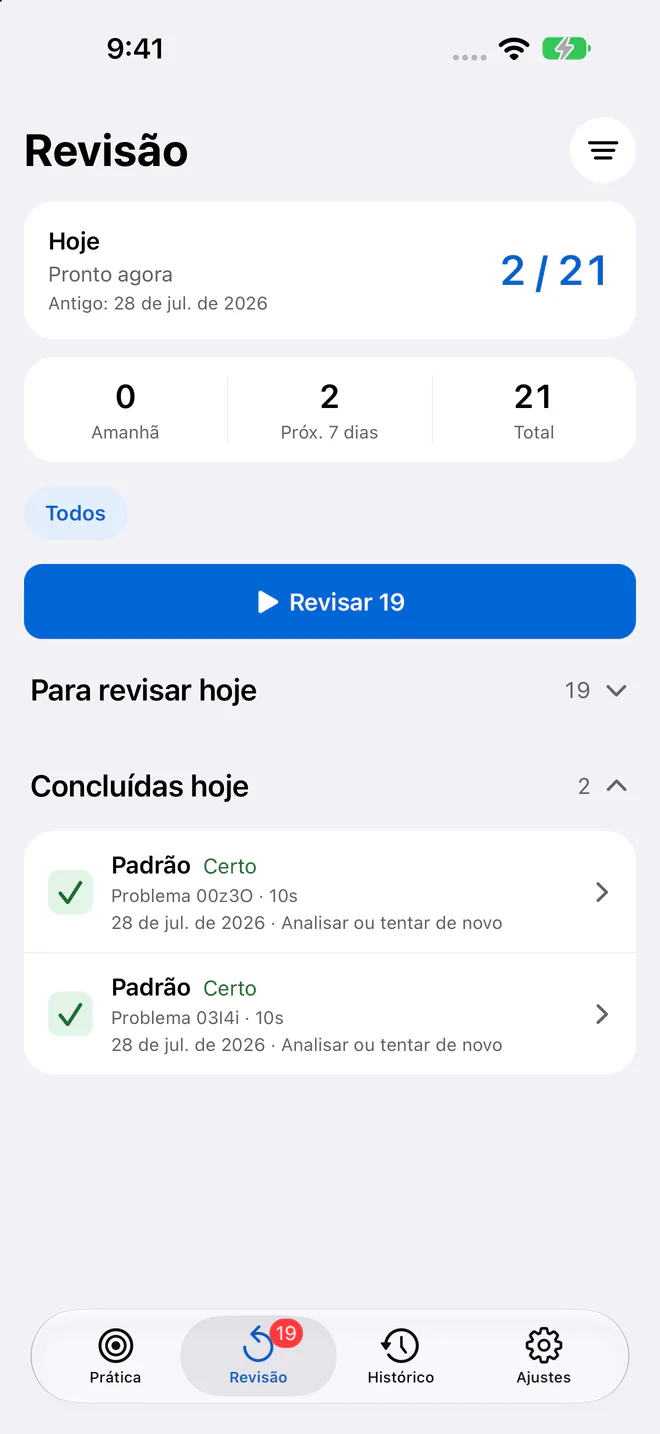 9:41
Revisão
Hoje
Pronto agora
Antigo: 28 de jul. de 2026
2 / 21
0
Amanhã
2
Próx. 7 dias
21
Total
Todos
Revisar 19
Para revisar hoje
19
Concluídas hoje
2
Padrão Certo
Problema 00z3O · 10s
28 de jul. de 2026 · Analisar ou tentar de novo
Padrão Certo
Problema 03I4i · 10s
28 de jul. de 2026 · Analisar ou tentar de novo
19
Prática
Revisão
Histórico
Ajustes